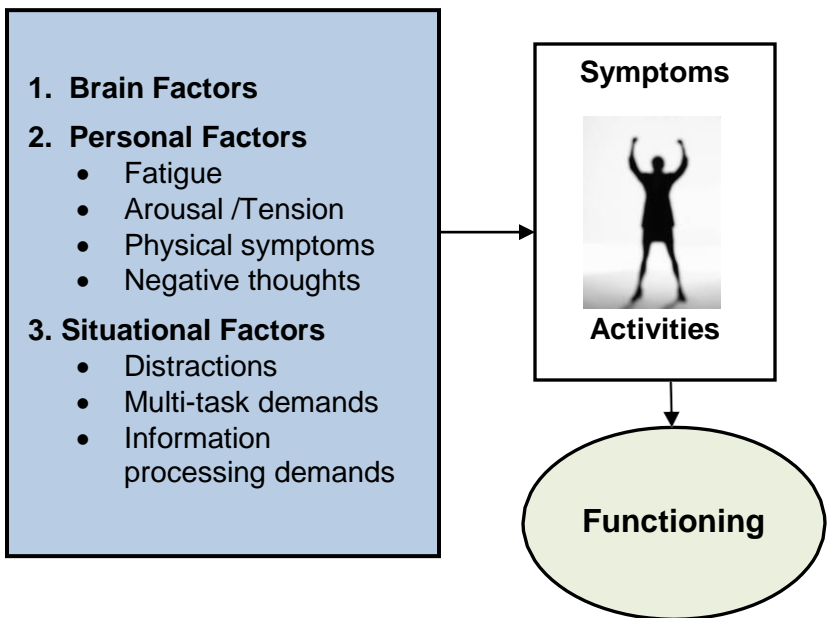 1. Brain Factors
2. Personal Factors
• Fatigue
• Arousal /Tension
• Physical symptoms
• Negative thoughts
3. Situational Factors
• Distractions
• Multi-task demands
• Information
processing demands
Symptoms
Activities
Functioning